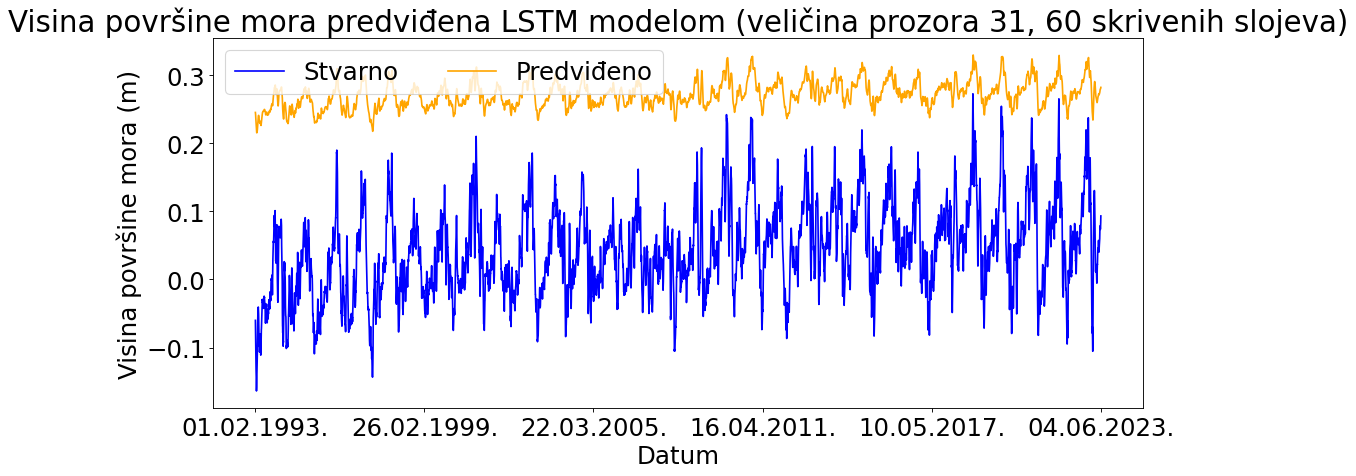 Visina površine mora predviđena LSTM modelom (veličina prozora 31, 60 skrivenih slojeva)
Stvarno Predviđeno
Visina površine mora (m)
0.3
0.2
0.1
0.0
−0.1
01.02.1993. 26.02.1999. 22.03.2005. 16.04.2011. 10.05.2017. 04.06.2023.
Datum